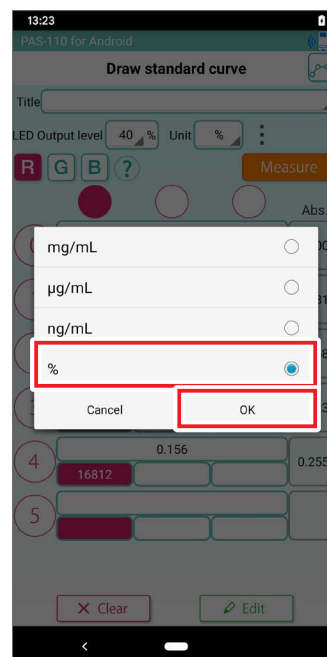 13:23
PAS-110 for Android
Draw standard curve
Title
LED Output level 40 % Unit %
R G B ? Measure
Abs.
mg/mL
µg/mL
ng/mL
%
Cancel OK
4 0.156 0.255
16812
5
Clear Edit